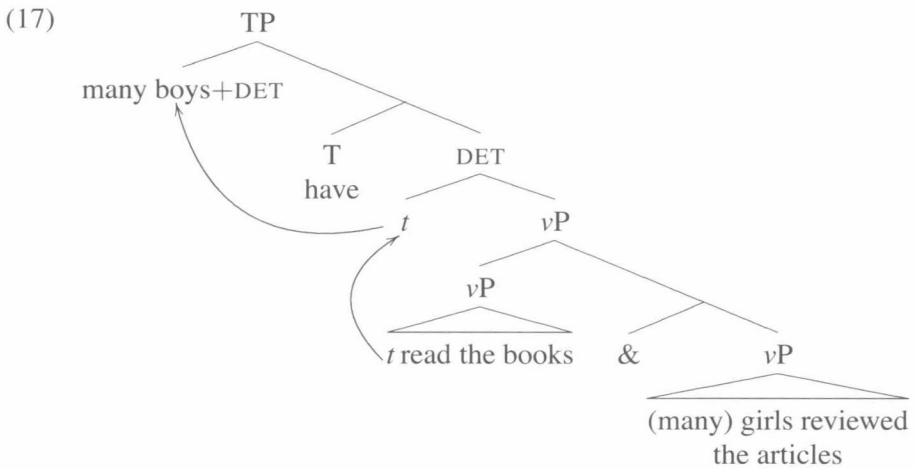 (17)
TP
many boys+DET
T
DET
have
t
vP
vP
t read the books
&
vP
(many) girls reviewed
the articles